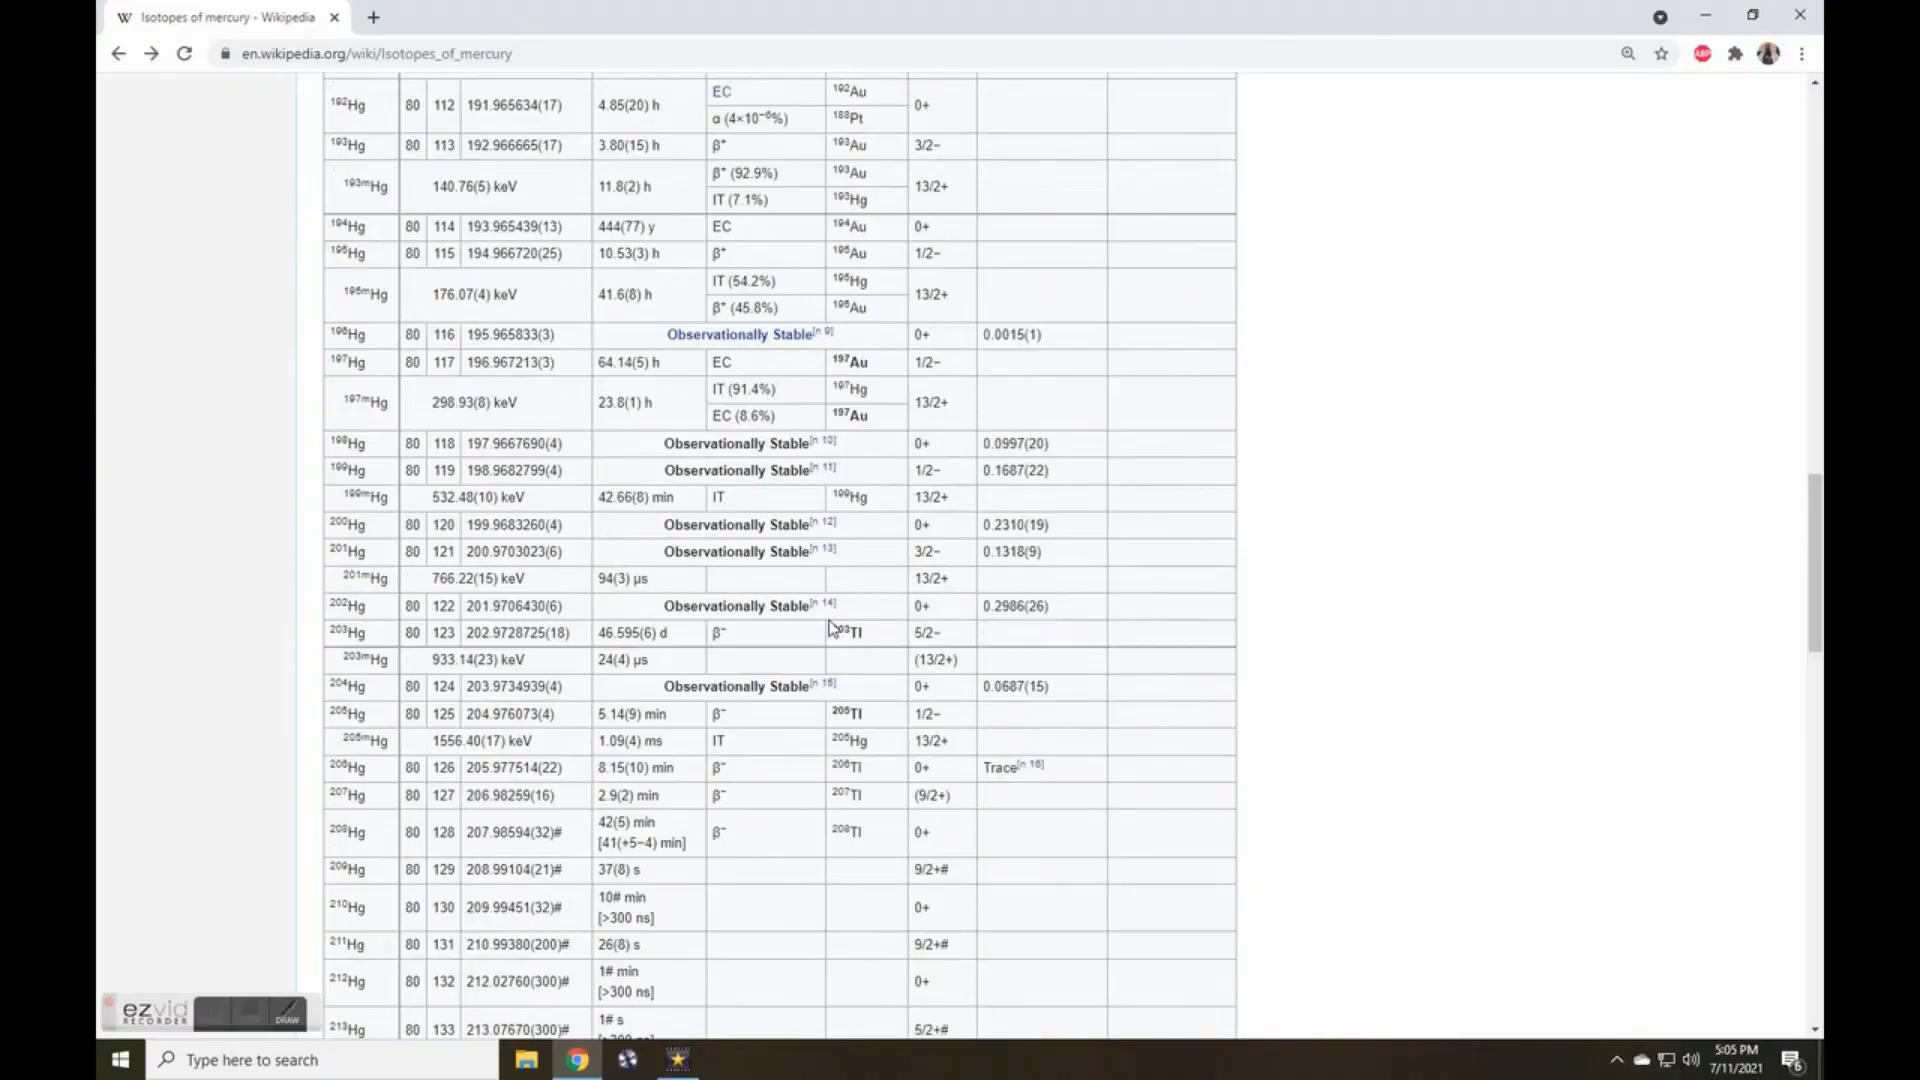 Isotopes of mercury - Wikipedia
en.wikipedia.org/wiki/Isotopes_of_mercury
ABP
¹⁹²Hg 80 112 191.965634(17) 4.85(20) h EC ¹⁹²Au 0+
α (4×10⁻⁶%) ¹⁸⁸Pt
¹⁹³Hg 80 113 192.966665(17) 3.80(15) h β⁺ ¹⁹³Au 3/2−
¹⁹³ᵐHg 140.76(5) keV 11.8(2) h β⁺ (92.9%) ¹⁹³Au 13/2+
IT (7.1%) ¹⁹³Hg
¹⁹⁴Hg 80 114 193.965439(13) 444(77) y EC ¹⁹⁴Au 0+
¹⁹⁵Hg 80 115 194.966720(25) 10.53(3) h β⁺ ¹⁹⁵Au 1/2−
¹⁹⁵ᵐHg 176.07(4) keV 41.6(8) h IT (54.2%) ¹⁹⁵Hg 13/2+
β⁺ (45.8%) ¹⁹⁵Au
¹⁹⁶Hg 80 116 195.965833(3) Observationally Stable[n 9] 0+ 0.0015(1)
¹⁹⁷Hg 80 117 196.967213(3) 64.14(5) h EC ¹⁹⁷Au 1/2−
¹⁹⁷ᵐHg 298.93(8) keV 23.8(1) h IT (91.4%) ¹⁹⁷Hg 13/2+
EC (8.6%) ¹⁹⁷Au
¹⁹⁸Hg 80 118 197.9667690(4) Observationally Stable[n 10] 0+ 0.0997(20)
¹⁹⁹Hg 80 119 198.9682799(4) Observationally Stable[n 11] 1/2− 0.1687(22)
¹⁹⁹ᵐHg 532.48(10) keV 42.66(8) min IT ¹⁹⁹Hg 13/2+
²⁰⁰Hg 80 120 199.9683260(4) Observationally Stable[n 12] 0+ 0.2310(19)
²⁰¹Hg 80 121 200.9703023(6) Observationally Stable[n 13] 3/2− 0.1318(9)
²⁰¹ᵐHg 766.22(15) keV 94(3) µs 13/2+
²⁰²Hg 80 122 201.9706430(6) Observationally Stable[n 14] 0+ 0.2986(26)
²⁰³Hg 80 123 202.9728725(18) 46.595(6) d β⁻ ²⁰³Tl 5/2−
²⁰³ᵐHg 933.14(23) keV 24(4) µs (13/2+)
²⁰⁴Hg 80 124 203.9734939(4) Observationally Stable[n 15] 0+ 0.0687(15)
²⁰⁵Hg 80 125 204.976073(4) 5.14(9) min β⁻ ²⁰⁵Tl 1/2−
²⁰⁵ᵐHg 1556.40(17) keV 1.09(4) ms IT ²⁰⁵Hg 13/2+
²⁰⁶Hg 80 126 205.977514(22) 8.15(10) min β⁻ ²⁰⁶Tl 0+ Trace[n 16]
²⁰⁷Hg 80 127 206.98259(16) 2.9(2) min β⁻ ²⁰⁷Tl (9/2+)
²⁰⁸Hg 80 128 207.98594(32)# 42(5) min β⁻ ²⁰⁸Tl 0+
[41(+5−4) min]
²⁰⁹Hg 80 129 208.99104(21)# 37(8) s 9/2+#
²¹⁰Hg 80 130 209.99451(32)# 10# min 0+
[>300 ns]
²¹¹Hg 80 131 210.99380(200)# 26(8) s 9/2+#
²¹²Hg 80 132 212.02760(300)# 1# min 0+
[>300 ns]
²¹³Hg 80 133 213.07670(300)# 1# s 5/2+#
ezvid
RECORDER
DRAW
Type here to search
5:05 PM
7/11/2021
6